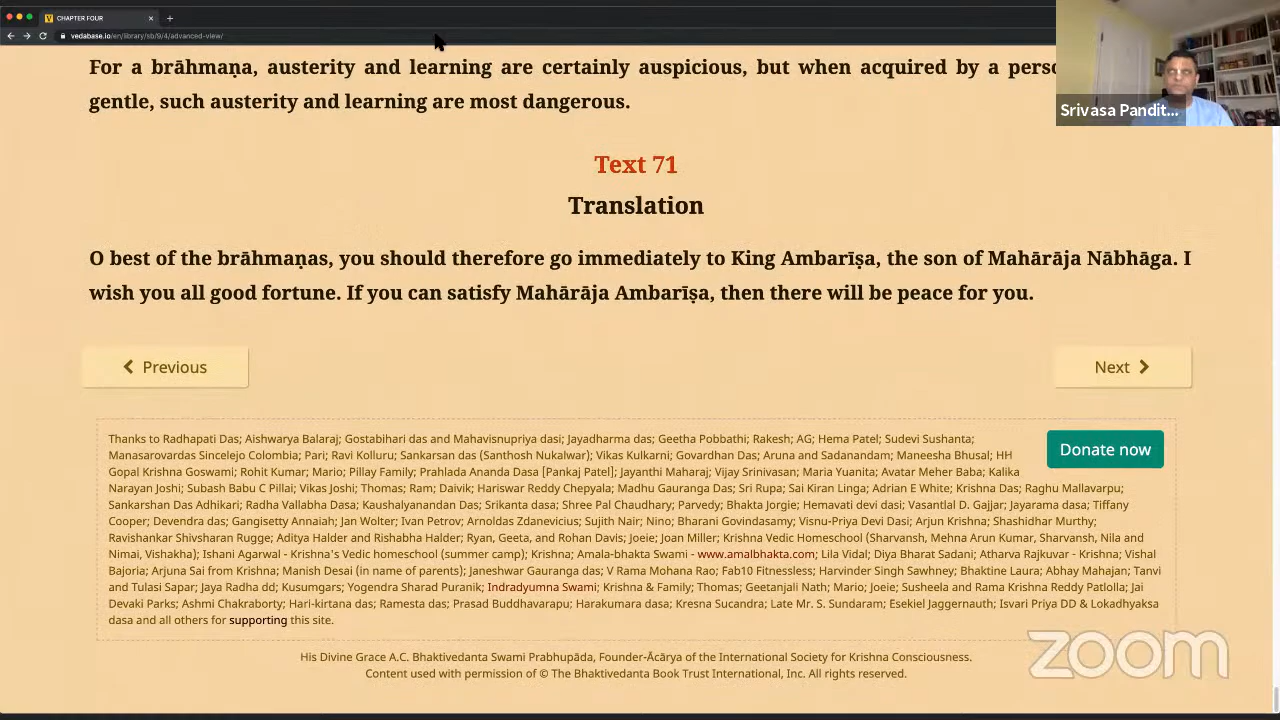 CHAPTER FOUR
vedabase.io/en/library/sb/9/4/advanced-view/
For a brāhmaṇa, austerity and learning are certainly auspicious, but when acquired by a
gentle, such austerity and learning are most dangerous.
Srivasa Pandit...
Text 71
Translation
O best of the brāhmaṇas, you should therefore go immediately to King Ambarīṣa, the son of Mahārāja Nābhāga. I
wish you all good fortune. If you can satisfy Mahārāja Ambarīṣa, then there will be peace for you.
Previous
Next
Thanks to Radhapati Das; Aishwarya Balaraj; Gostabihari das and Mahavisnupriya dasi; Jayadharma das; Geetha Pobbathi; Rakesh; AG; Hema Patel; Sudevi Sushanta;
Manasarovardas Sincelejo Colombia; Pari; Ravi Kolluru; Sankarsan das (Santhosh Nukalwar); Vikas Kulkarni; Govardhan Das; Aruna and Sadanandam; Maneesha Bhusal; HH
Gopal Krishna Goswami; Rohit Kumar; Mario; Pillay Family; Prahlada Ananda Dasa [Pankaj Patel]; Jayanthi Maharaj; Vijay Srinivasan; Maria Yuanita; Avatar Meher Baba; Kalika
Narayan Joshi; Subash Babu C Pillai; Vikas Joshi; Thomas; Ram; Daivik; Hariswar Reddy Chepyala; Madhu Gauranga Das; Sri Rupa; Sai Kiran Linga; Adrian E White; Krishna Das; Raghu Mallavarpu;
Sankarshan Das Adhikari; Radha Vallabha Dasa; Kaushalyanandan Das; Srikanta dasa; Shree Pal Chaudhary; Parvedy; Bhakta Jorgie; Hemavati devi dasi; Vasantlal D. Gajjar; Jayarama dasa; Tiffany
Cooper; Devendra das; Gangisetty Annaiah; Jan Wolter; Ivan Petrov; Arnoldas Zdanevicius; Sujith Nair; Nino; Bharani Govindasamy; Visnu-Priya Devi Dasi; Arjun Krishna; Shashidhar Murthy;
Ravishankar Shivsharan Rugge; Aditya Halder and Rishabha Halder; Ryan, Geeta, and Rohan Davis; Joeie; Joan Miller; Krishna Vedic Homeschool (Sharvansh, Mehna Arun Kumar, Sharvansh, Nila and
Nimai, Vishakha); Ishani Agarwal - Krishna's Vedic homeschool (summer camp); Krishna; Amala-bhakta Swami - www.amalbhakta.com; Lila Vidal; Diya Bharat Sadani; Atharva Rajkuvar - Krishna; Vishal
Bajoria; Arjuna Sai from Krishna; Manish Desai (in name of parents); Janeshwar Gauranga das; V Rama Mohana Rao; Fab10 Fitnessless; Harvinder Singh Sawhney; Bhaktine Laura; Abhay Mahajan; Tanvi
and Tulasi Sapar; Jaya Radha dd; Kusumgars; Yogendra Sharad Puranik; Indradyumna Swami; Krishna & Family; Thomas; Geetanjali Nath; Mario; Joeie; Susheela and Rama Krishna Reddy Patlolla; Jai
Devaki Parks; Ashmi Chakraborty; Hari-kirtana das; Ramesta das; Prasad Buddhavarapu; Harakumara dasa; Kresna Sucandra; Late Mr. S. Sundaram; Esekiel Jaggernauth; Isvari Priya DD & Lokadhyaksa
dasa and all others for supporting this site.
Donate now
His Divine Grace A.C. Bhaktivedanta Swami Prabhupāda, Founder-Ācārya of the International Society for Krishna Consciousness.
Content used with permission of © The Bhaktivedanta Book Trust International, Inc. All rights reserved.
zoom